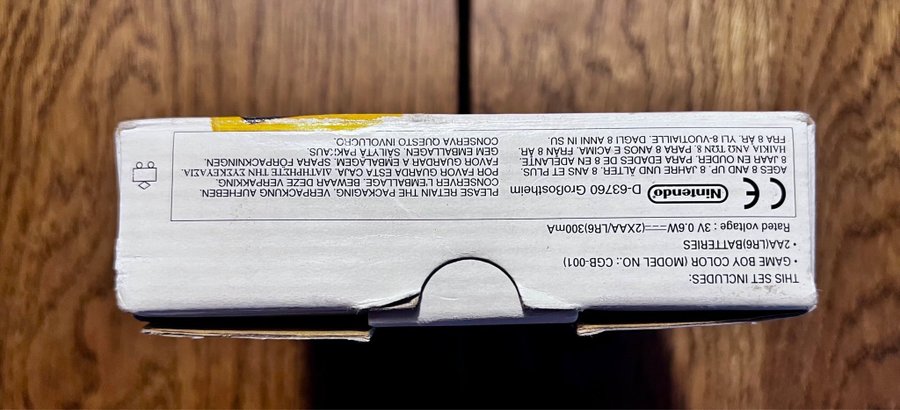 THIS SET INCLUDES:
• GAME BOY COLOR (MODEL NO.: CGB-001)
• 2AA(LR6)BATTERIES
Rated voltage : 3V 0.6W⎓(2XAA/LR6)300mA
CE Nintendo D-63760 Großostheim
AGES 8 AND UP. 8 JAHRE UND ÄLTER. 8 ANS ET PLUS.
8 JAAR EN OUDER. PARA EDADES DE 8 EN ADELANTE.
ΗΛΙΚΙΑ ΑΠΟ ΤΩΝ 8. PARA 8 ANOS E ACIMA. FRÅN 8 ÅR.
FRA 8 ÅR. YLI 8-VUOTIAILLE. DAGLI 8 ANNI IN SU.
PLEASE RETAIN THE PACKAGING. VERPACKUNG AUFHEBEN.
CONSERVER L'EMBALLAGE. BEWAAR DEZE VERPAKKING.
POR FAVOR GUARDA ESTA CAJA. ΔΙΑΤΗΡΗΣΤΕ ΤΗΝ ΣΥΣΚΕΥΑΣΙΑ.
FAVOR GUARDAR A EMBALAGEM. SPARA FÖRPACKNINGEN.
GEM EMBALLAGEN. SÄILYTÄ PAKKAUS.
CONSERVA QUESTO INVOLUCRO.